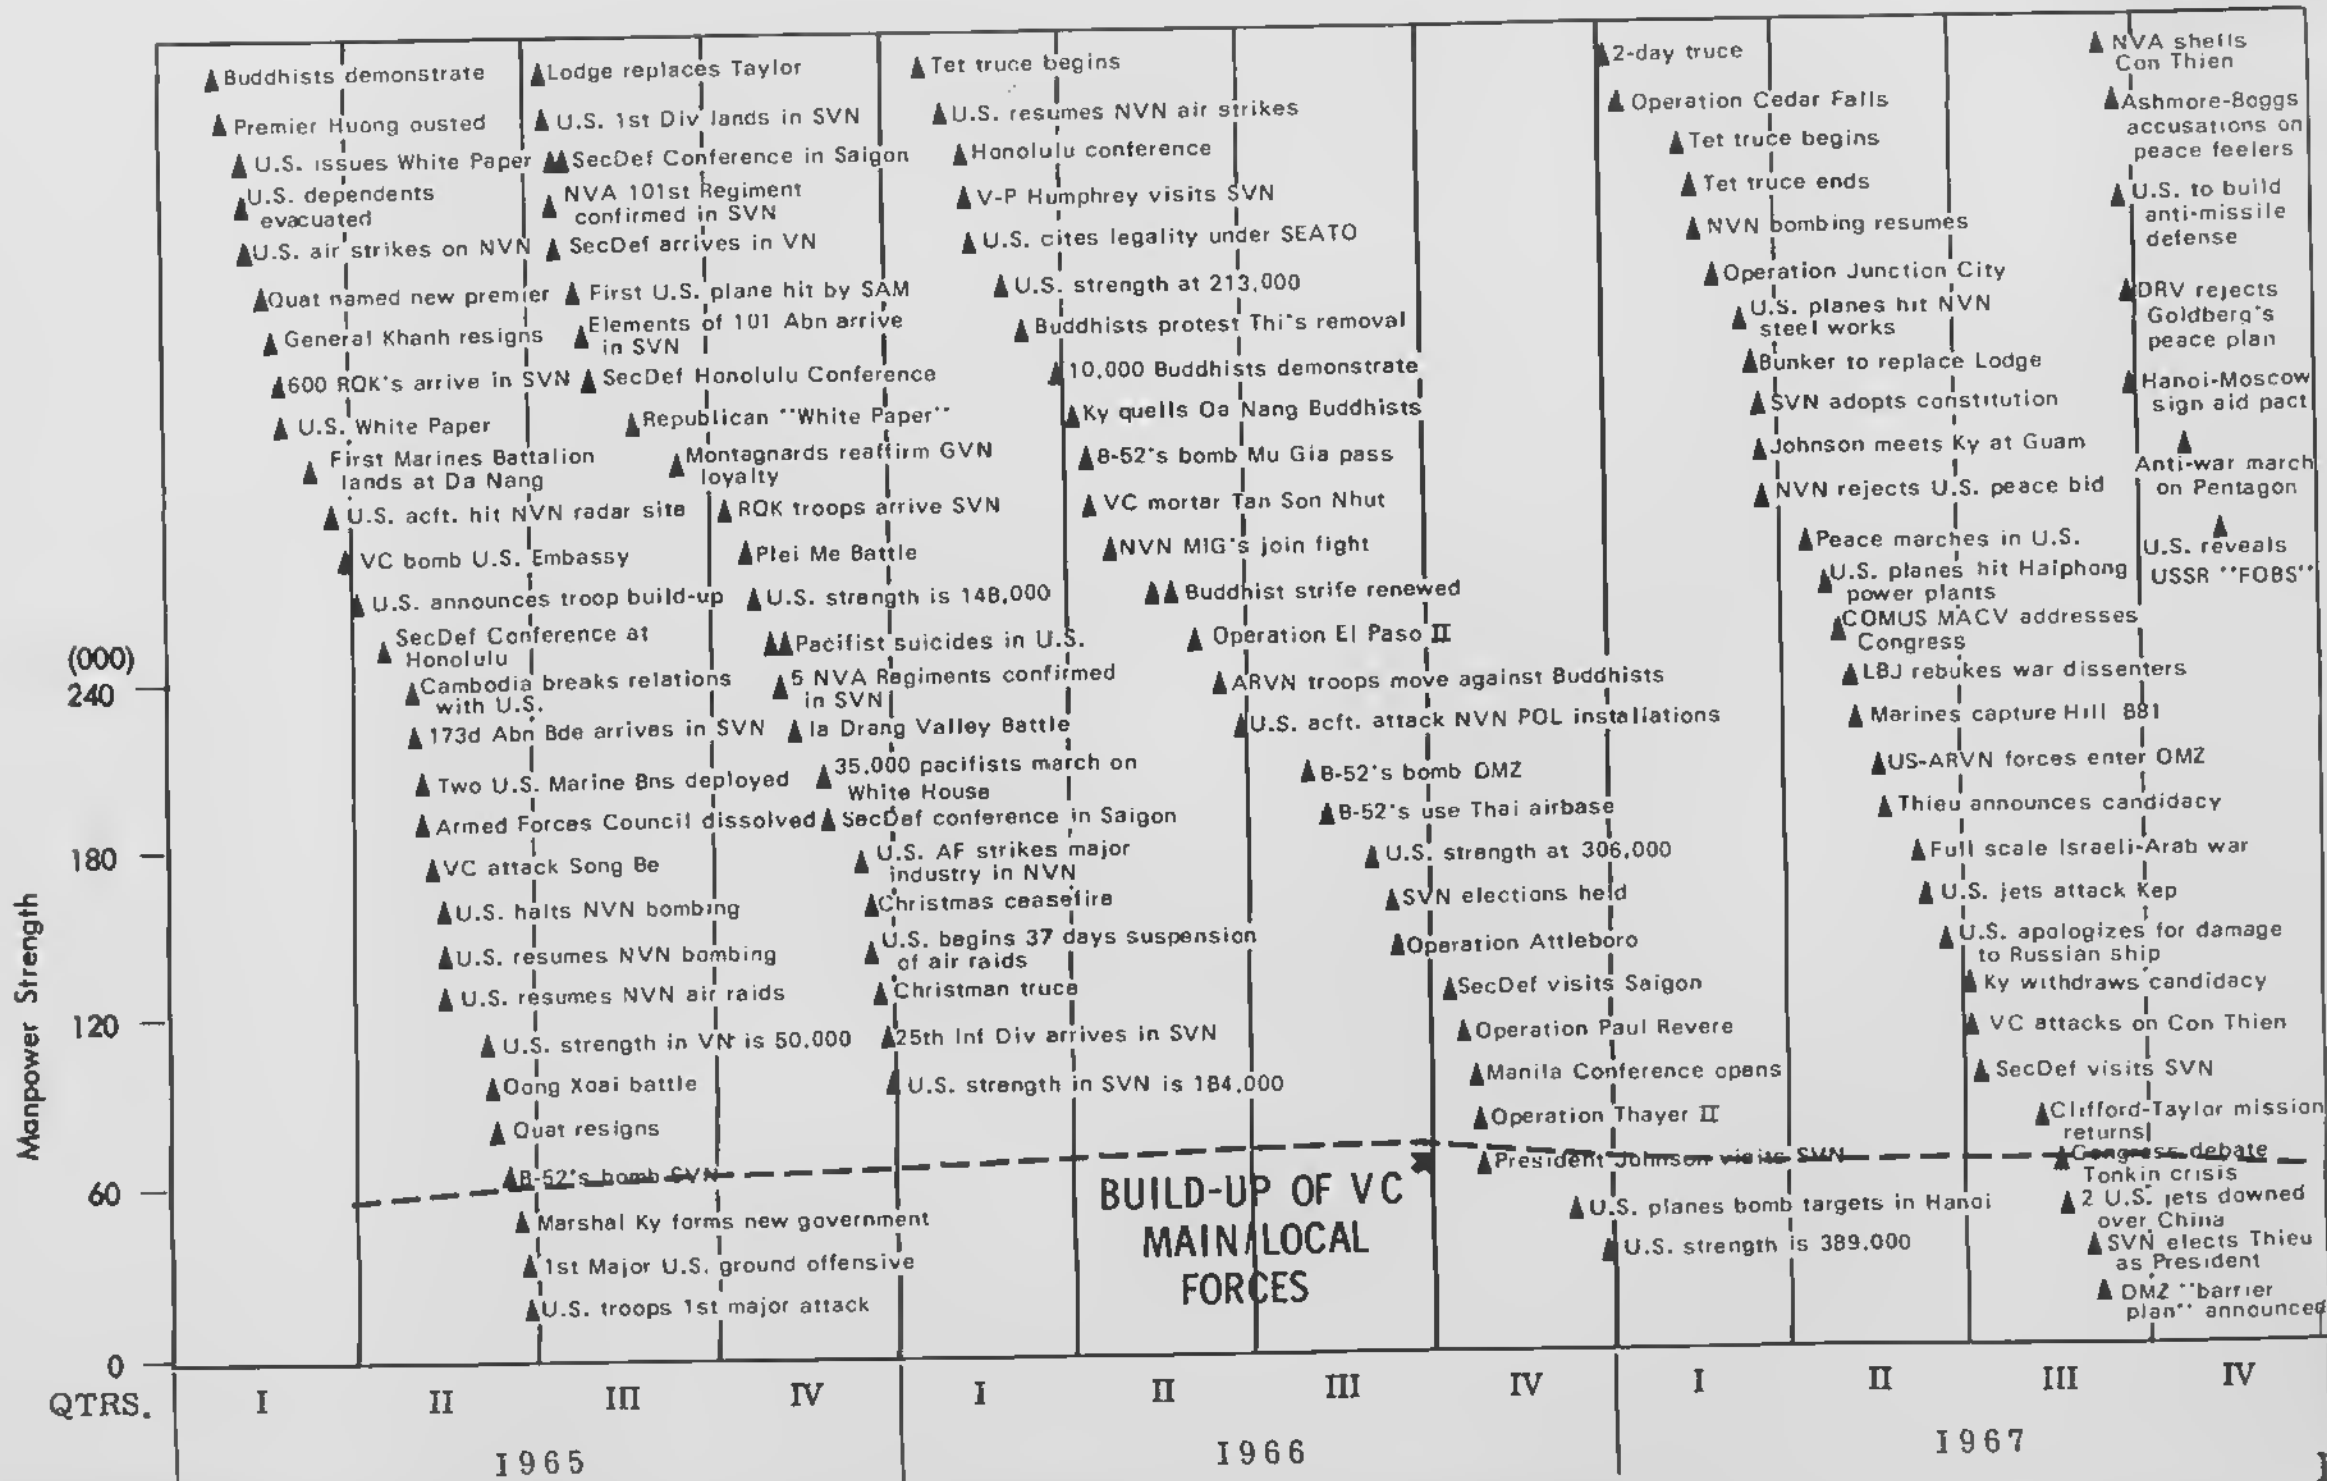 Buddhists demonstrate
Premier Huong ousted
U.S. issues White Paper
U.S. dependents
evacuated
U.S. air strikes on NVN
Quat named new premier
General Khanh resigns
600 ROK's arrive in SVN
U.S. White Paper
First Marines Battalion
lands at Da Nang
U.S. acft. hit NVN radar site
VC bomb U.S. Embassy
U.S. announces troop build-up
SecDef Conference at
Honolulu
Cambodia breaks relations
with U.S.
173d Abn Bde arrives in SVN
Two U.S. Marine Bns deployed
Armed Forces Council dissolved
VC attack Song Be
U.S. halts NVN bombing
U.S. resumes NVN bombing
U.S. resumes NVN air raids
U.S. strength in VN is 50,000
Dong Xoai battle
Quat resigns
B-52's bomb SVN
Marshal Ky forms new government
1st Major U.S. ground offensive
U.S. troops 1st major attack
Lodge replaces Taylor
U.S. 1st Div lands in SVN
SecDef Conference in Saigon
NVA 101st Regiment
confirmed in SVN
SecDef arrives in VN
First U.S. plane hit by SAM
Elements of 101 Abn arrive
in SVN
SecDef Honolulu Conference
Republican "White Paper"
Montagnards reaffirm GVN
loyalty
ROK troops arrive SVN
Plei Me Battle
U.S. strength is 148,000
Pacifist suicides in U.S.
5 NVA Regiments confirmed
in SVN
Ia Drang Valley Battle
35,000 pacifists march on
White House
SecDef conference in Saigon
U.S. AF strikes major
industry in NVN
Christmas ceasefire
U.S. begins 37 days suspension
of air raids
Christman truce
25th Inf Div arrives in SVN
U.S. strength in SVN is 184,000
Tet truce begins
U.S. resumes NVN air strikes
Honolulu conference
V-P Humphrey visits SVN
U.S. cites legality under SEATO
U.S. strength at 213,000
Buddhists protest Thi's removal
10,000 Buddhists demonstrate
Ky quells Da Nang Buddhists
B-52's bomb Mu Gia pass
VC mortar Tan Son Nhut
NVN MIG's join fight
Buddhist strife renewed
Operation El Paso II
ARVN troops move against Buddhists
U.S. acft. attack NVN POL installations
B-52's bomb DMZ
B-52's use Thai airbase
U.S. strength at 306,000
SVN elections held
Operation Attleboro
SecDef visits Saigon
Operation Paul Revere
Manila Conference opens
Operation Thayer II
President Johnson visits SVN
U.S. planes bomb targets in Hanoi
U.S. strength is 389,000
2-day truce
Operation Cedar Falls
Tet truce begins
Tet truce ends
NVN bombing resumes
Operation Junction City
U.S. planes hit NVN
steel works
Bunker to replace Lodge
SVN adopts constitution
Johnson meets Ky at Guam
NVN rejects U.S. peace bid
Peace marches in U.S.
U.S. planes hit Haiphong
power plants
COMUS MACV addresses
Congress
LBJ rebukes war dissenters
Marines capture Hill 881
US-ARVN forces enter DMZ
Thieu announces candidacy
Full scale Israeli-Arab war
U.S. jets attack Kep
U.S. apologizes for damage
to Russian ship
Ky withdraws candidacy
VC attacks on Con Thien
SecDef visits SVN
Clifford-Taylor mission
returns
Congress debate
Tonkin crisis
2 U.S. jets downed
over China
SVN elects Thieu
as President
DMZ "barrier
plan" announced
NVA shells
Con Thien
Ashmore-Boggs
accusations on
peace feelers
U.S. to build
anti-missile
defense
DRV rejects
Goldberg's
peace plan
Hanoi-Moscow
sign aid pact
Anti-war march
on Pentagon
U.S. reveals
USSR "FOBS"
BUILD-UP OF VC
MAIN/LOCAL
FORCES
Manpower Strength
(000)
240
180
120
60
0
QTRS.
I II III IV I II III IV I II III IV
1965 1966 1967